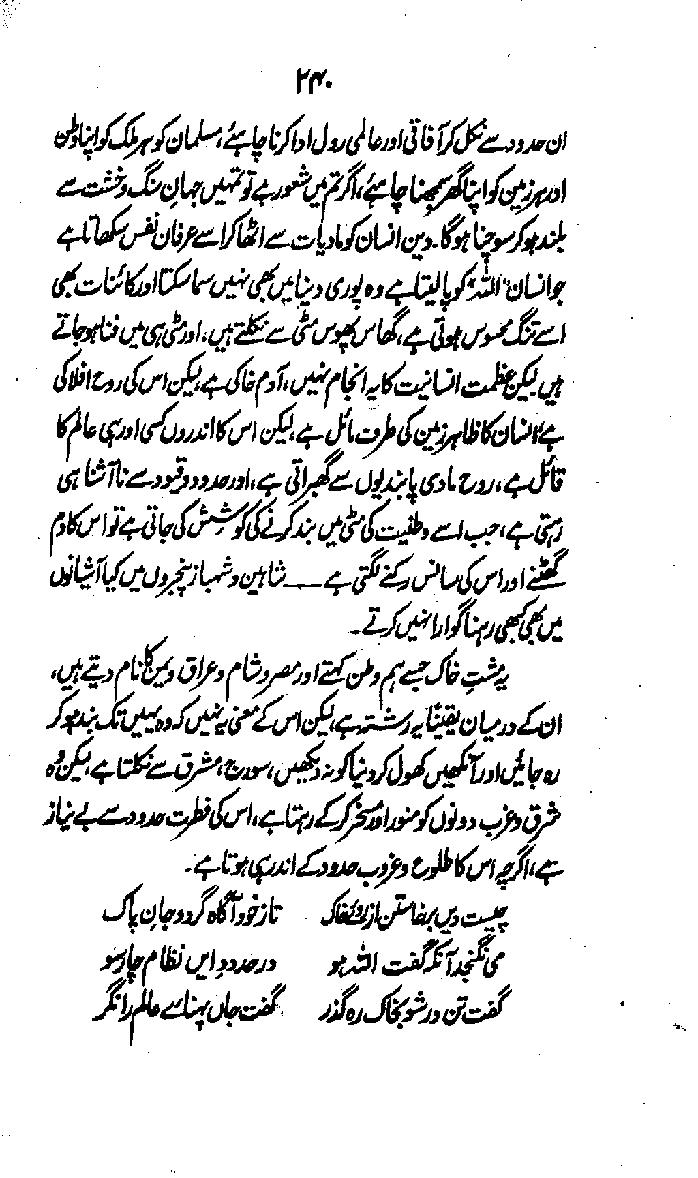 ۲۴۰
ان حدود سے نکل کر آفاقی اور عالمی رول ادا کرنا چاہئے، مسلمان کو ہر ملک کو اپنا وطن
اور ہر زمین کو اپنا گھر سمجھنا چاہئے، اگر تم میں شعور ہے تو تمہیں جہانِ سنگ و خشت سے
بلند ہو کر سوچنا ہوگا۔ دین انسان کو مادیات سے اٹھا کر اسے عرفان نفس سکھاتا ہے
جو انسان "اللہ" کو پا لیتا ہے وہ پوری دنیا میں بھی نہیں سما سکتا اور کائنات بھی
اسے تنگ محسوس ہوتی ہے، گھاس پھوس مٹی سے نکلتے ہیں، اور مٹی ہی میں فنا ہو جاتے
ہیں لیکن عظمت انسانیت کا یہ انجام نہیں، آدم خاکی ہے، لیکن اس کی روح افلاکی
ہے، انسان کا ظاہر زمین کی طرف مائل ہے، لیکن اس کا اندروں کسی اور ہی عالم کا
قائل ہے، روح مادی پابندیوں سے گھبراتی ہے، اور حدود و قیود سے ناآشنا ہی
رہتی ہے، جب اسے وطنیت کی مٹی میں بند کرنے کی کوشش کی جاتی ہے تو اس کا دم
گھٹنے اور اس کی سانس رکنے لگتی ہے ــــ شاہین و شہباز پنجروں میں کیا آشیانوں
میں بھی کبھی رہنا گوارا نہیں کرتے۔
یہ مشتِ خاک جسے ہم وطن کہتے اور مصر و شام و عراق و یمن کا نام دیتے ہیں،
ان کے درمیان یقیناً یہ رشتہ ہے، لیکن اس کے معنی یہ نہیں کہ وہ یہیں تک بند ہو کر
رہ جائیں اور آنکھیں کھول کر دنیا کو نہ دیکھیں، سورج، مشرق سے نکلتا ہے، لیکن وہ
شرق و غرب دونوں کو منور اور مسخر کرکے رہتا ہے، اس کی فطرت حدود سے بے نیاز
ہے، اگرچہ اس کا طلوع و غروب حدود کے اندر ہی ہوتا ہے۔
چیست دیں برخاستن از روئے خاک تا ز خود آگاہ گردد جانِ پاک
می نگنجد آنکہ گفت اللہ ہو در حدودِ ایں نظام چار سو
گفت تن در شو بخاک رہ گذر گفت جاں پہنائے عالم را نگر